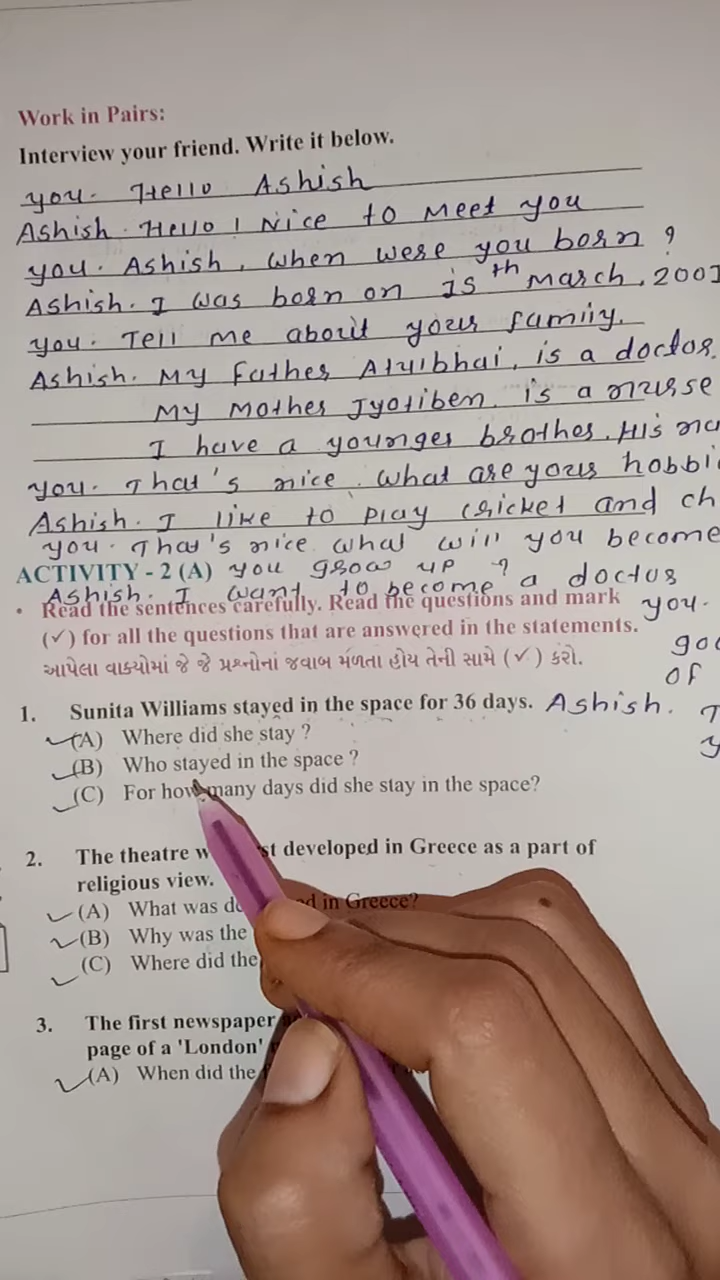 Work in Pairs:
Interview your friend. Write it below.
you. Hello Ashish
Ashish. Hello! Nice to meet you
you. Ashish, when were you born?
Ashish. I was born on 15th March, 2001
you. Tell me about your family.
Ashish. My Father Atulbhai, is a doctor.
My Mother Jyotiben. is a nurse
I have a younger brother. His
you. That's nice. what are your
Ashish. I like to play cricket and
you. That's nice what will you become
ACTIVITY - 2 (A) you grow up ?
Ashish. I want to become a doctor
• Read the sentences carefully. Read the questions and mark you.
(✓) for all the questions that are answered in the statements.
આપેલા વાક્યોમાં જે જે પ્રશ્નોનાં જવાબ મળતા હોય તેની સામે (✓) કરો. of
1. Sunita Williams stayed in the space for 36 days. Ashish.
✓(A) Where did she stay ?
✓(B) Who stayed in the space ?
✓(C) For how many days did she stay in the space?
2. The theatre developed in Greece as a part of
religious view.
✓(A) What was in Greece?
✓(B) Why was the
✓(C) Where did the
3. The first newspaper
page of a 'London'
✓(A) When did the